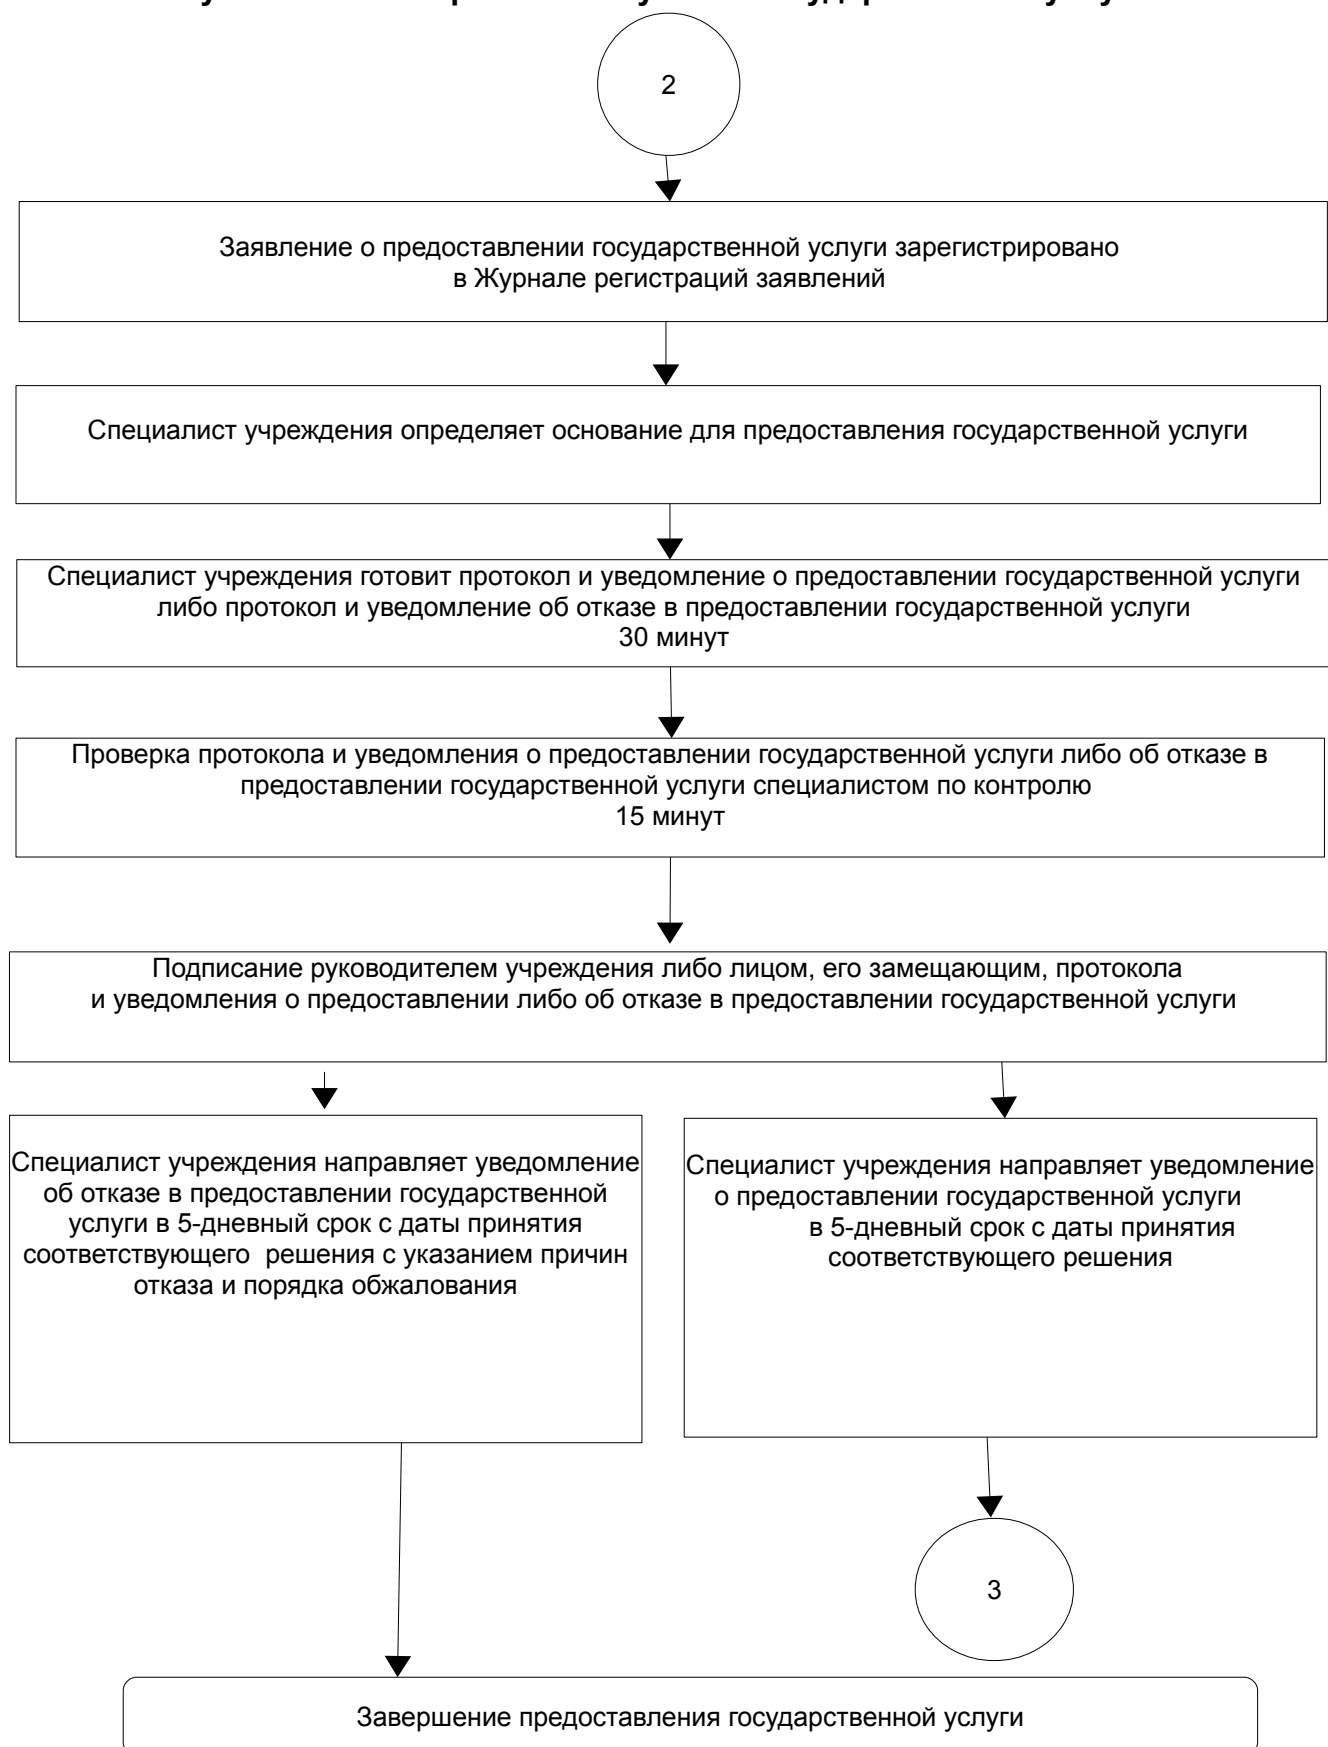 2
Заявление о предоставлении государственной услуги зарегистрировано
в Журнале регистраций заявлений
Специалист учреждения определяет основание для предоставления государственной услуги
Специалист учреждения готовит протокол и уведомление о предоставлении государственной услуги
либо протокол и уведомление об отказе в предоставлении государственной услуги
30 минут
Проверка протокола и уведомления о предоставлении государственной услуги либо об отказе в
предоставлении государственной услуги специалистом по контролю
15 минут
Подписание руководителем учреждения либо лицом, его замещающим, протокола
и уведомления о предоставлении либо об отказе в предоставлении государственной услуги
Специалист учреждения направляет уведомление
об отказе в предоставлении государственной
услуги в 5-дневный срок с даты принятия
соответствующего  решения с указанием причин
отказа и порядка обжалования
Специалист учреждения направляет уведомление
о предоставлении государственной услуги
в 5-дневный срок с даты принятия
соответствующего решения
3
Завершение предоставления государственной услуги